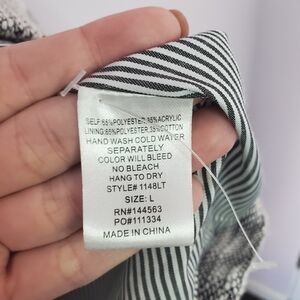 SELF:65%POLYESTER,35%ACRYLIC
LINING:65%POLYESTER,35%COTTON
HAND WASH COLD WATER
SEPARATELY
COLOR WILL BLEED
NO BLEACH
HANG TO DRY
STYLE# 1148LT
SIZE: L
RN#144563
PO#111334
MADE IN CHINA